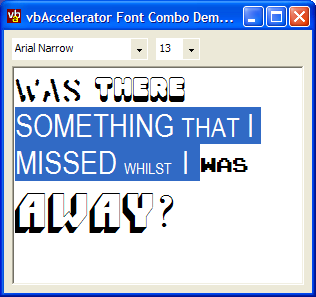 vbAccelerator Font Combo Dem...
Arial Narrow 13
WAS THERE
SOMETHING THAT I
MISSED WHILST I WAS
AWAY?